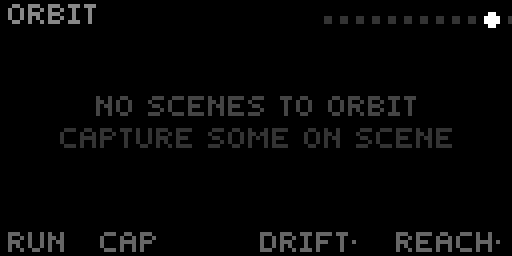 ORBIT
NO SCENES TO ORBIT
CAPTURE SOME ON SCENE
RUN CAP DRIFT· REACH·